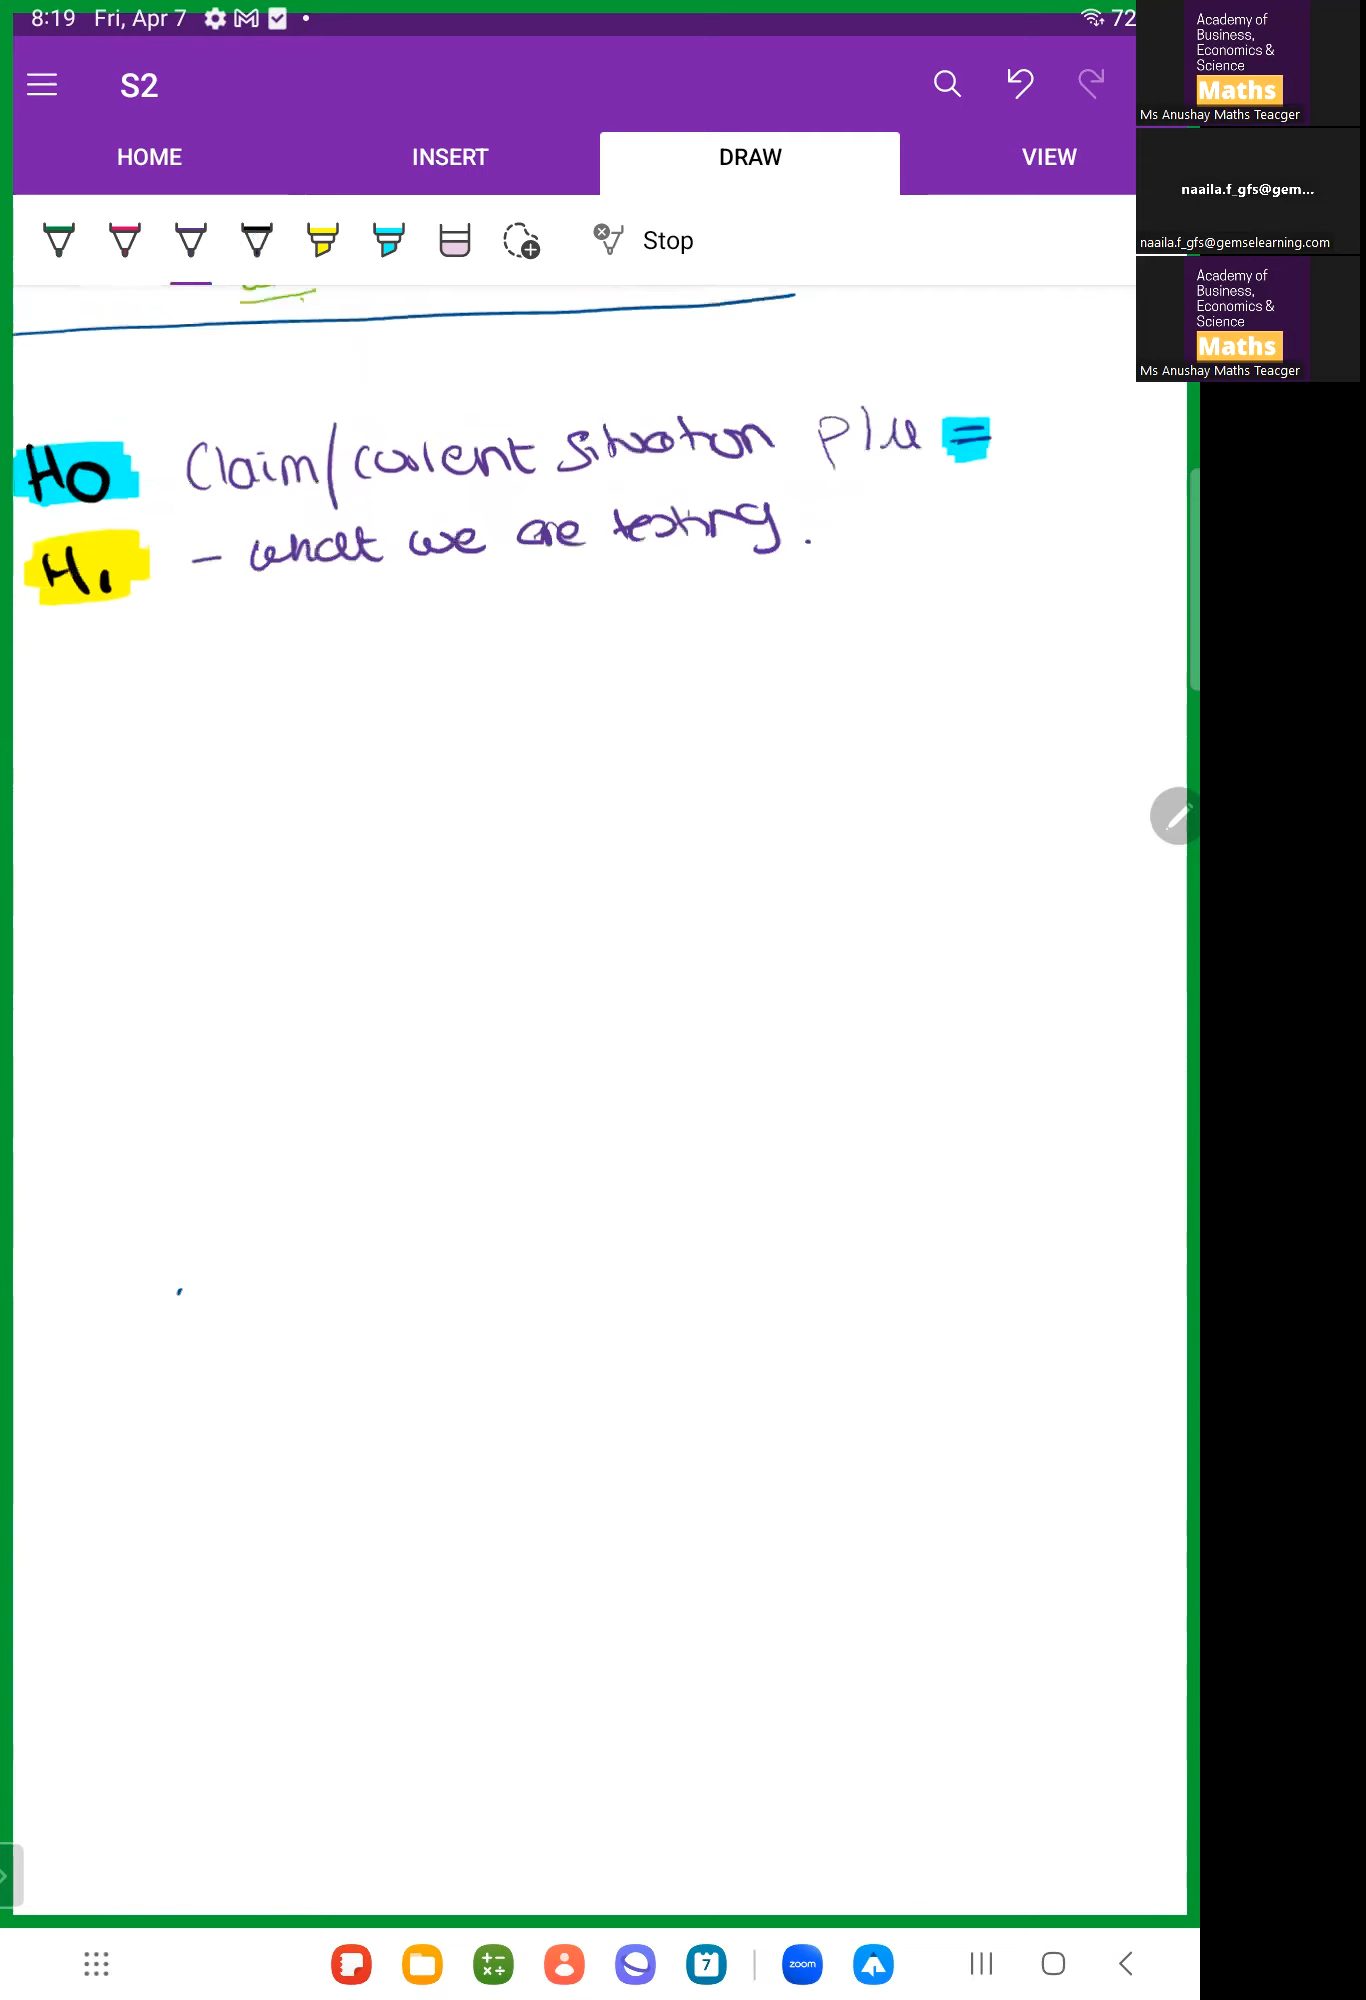 8:19 Fri, Apr 7 72
S2
HOME INSERT DRAW VIEW
Stop
H0 Claim/current situation p/μ =
H1 - what we are testing.
Academy of
Business,
Economics &
Science
Maths
Ms Anushay Maths Teacger
naaila.f_gfs@gem...
naaila.f_gfs@gemselearning.com
Academy of
Business,
Economics &
Science
Maths
Ms Anushay Maths Teacger
7
zoom